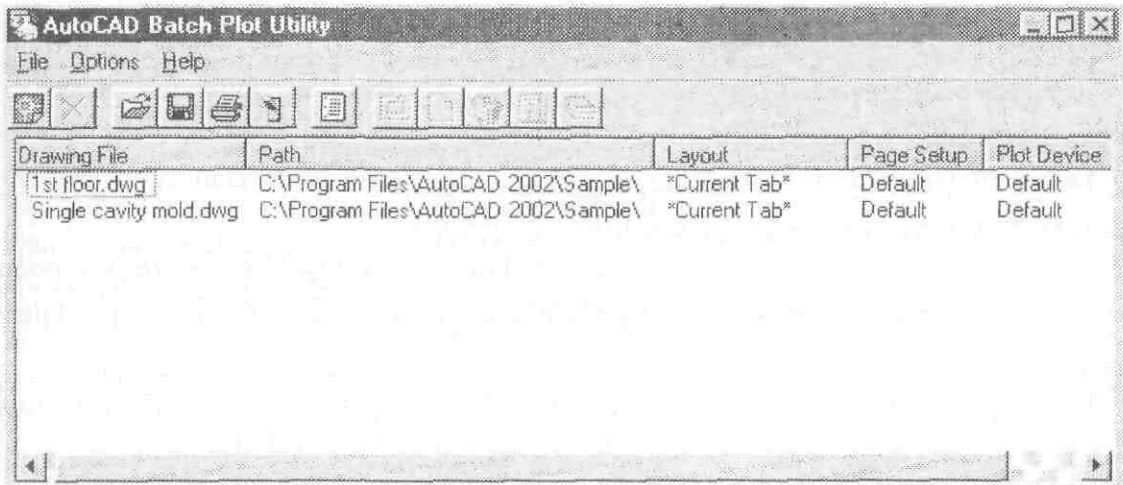 AutoCAD Batch Plot Utility
File Options Help
Drawing File Path Layout Page Setup Plot Device
1st floor.dwg C:\Program Files\AutoCAD 2002\Sample\ *Current Tab* Default Default
Single cavity mold.dwg C:\Program Files\AutoCAD 2002\Sample\ *Current Tab* Default Default